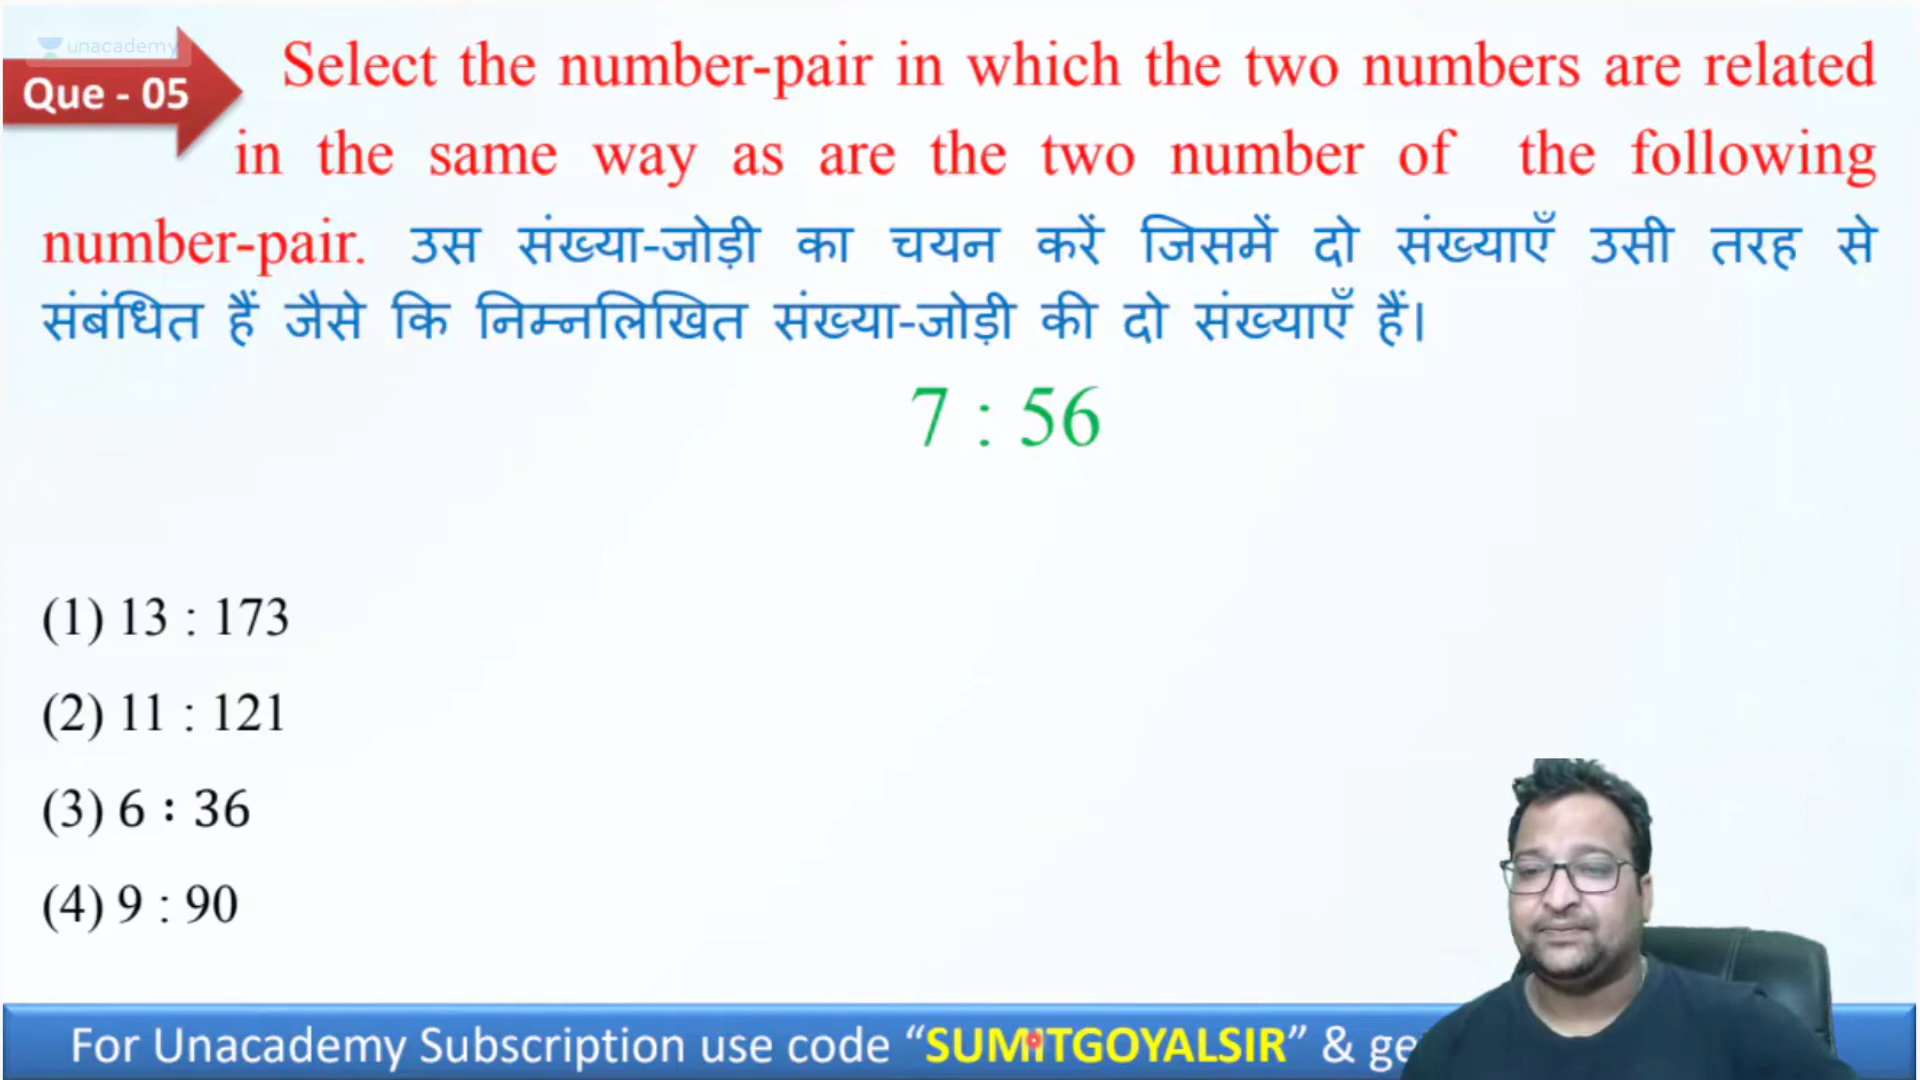 unacademy
Que - 05
Select the number-pair in which the two numbers are related
in the same way as are the two number of the following
number-pair. उस संख्या-जोड़ी का चयन करें जिसमें दो संख्याएँ उसी तरह से
संबंधित हैं जैसे कि निम्नलिखित संख्या-जोड़ी की दो संख्याएँ हैं।
7 : 56
(1) 13 : 173
(2) 11 : 121
(3) 6 : 36
(4) 9 : 90
For Unacademy Subscription use code “SUMITGOYALSIR” &